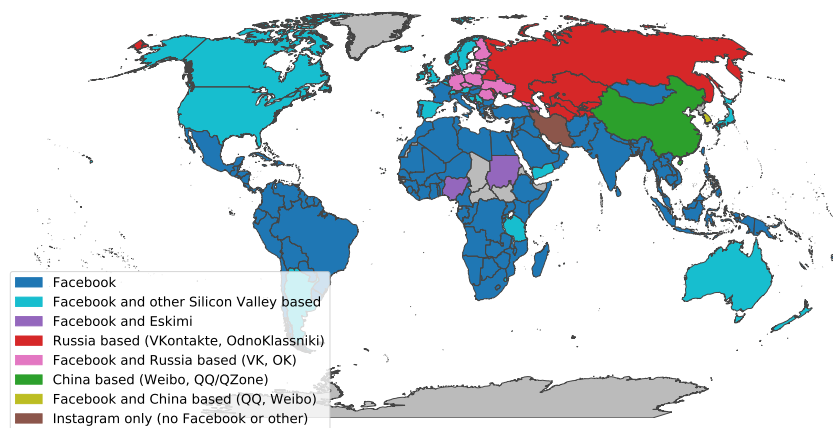 Facebook
Facebook and other Silicon Valley based
Facebook and Eskimi
Russia based (VKontakte, OdnoKlassniki)
Facebook and Russia based (VK, OK)
China based (Weibo, QQ/QZone)
Facebook and China based (QQ, Weibo)
Instagram only (no Facebook or other)